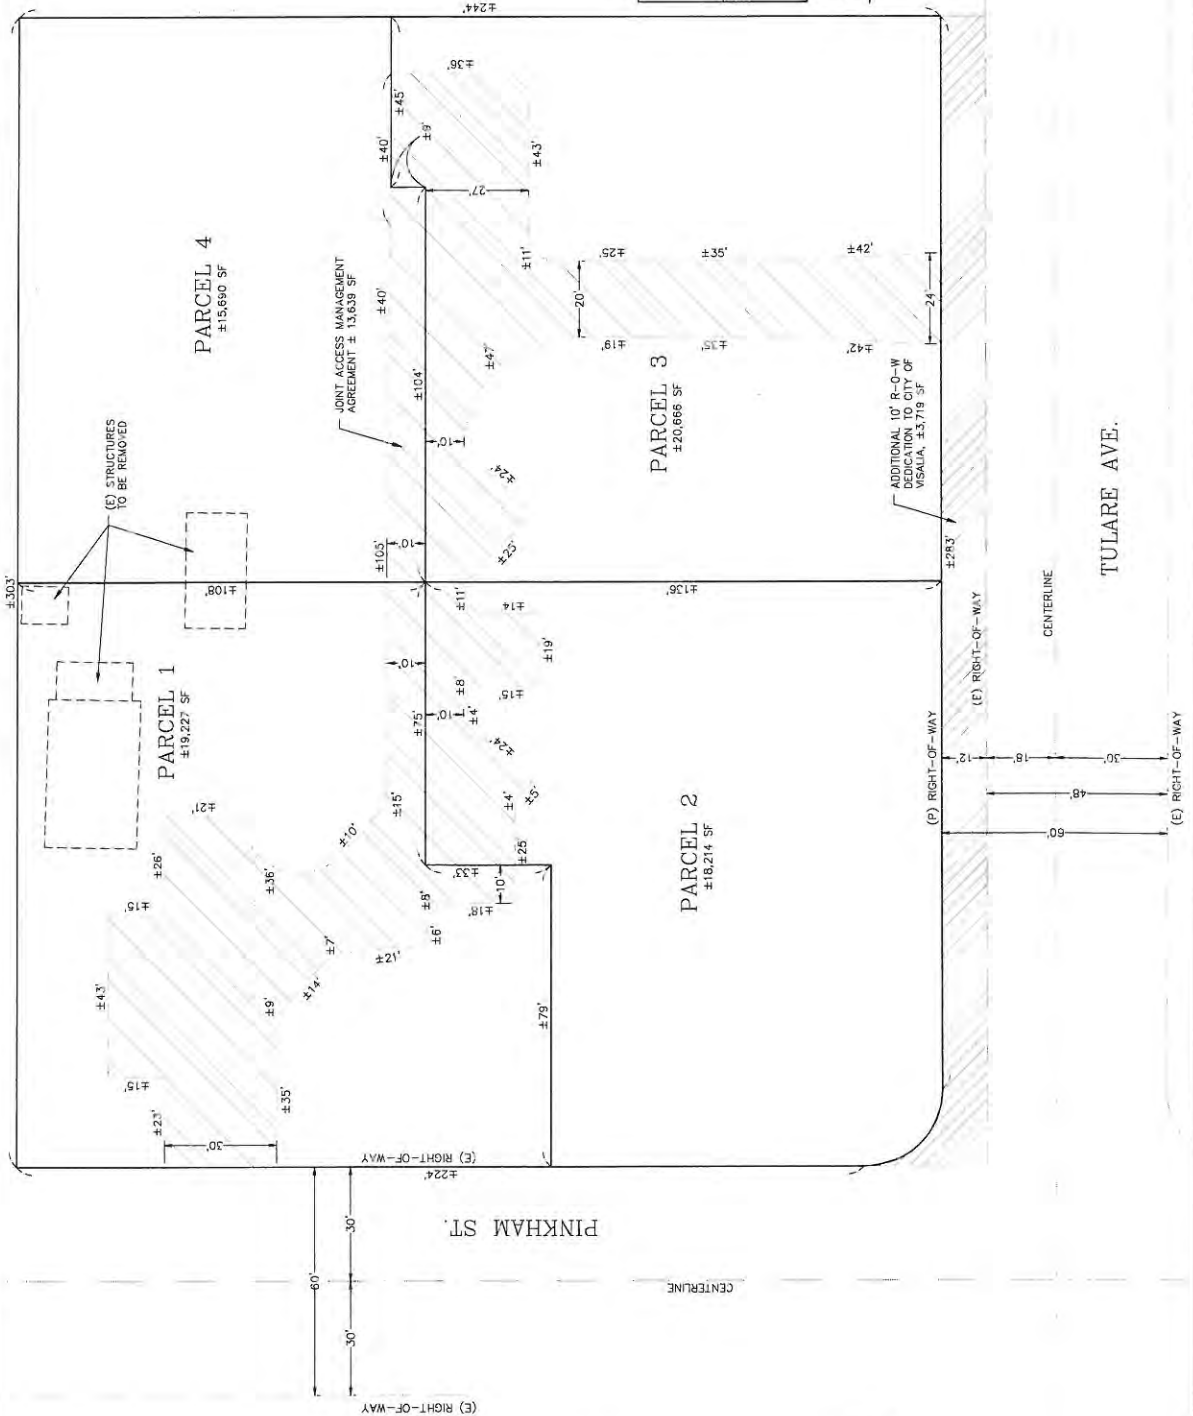 ±244'
±303'
(E) STRUCTURES
TO BE REMOVED
PARCEL 4
±15,690 SF
JOINT ACCESS MANAGEMENT
AGREEMENT ± 13,639 SF
±36'
±45'
±40'
±9'
±43'
27'
±11'
±40'
±47'
±104'
10'
±24'
±25'
±105'
10'
±25'
±35'
±42'
20'
±19'
±35'
±42'
24'
PARCEL 3
±20,666 SF
ADDITIONAL 10' R-O-W
DEDICATION TO CITY OF
VISALIA, ±3,719 SF
±283'
±108'
±136'
PARCEL 1
±19,227 SF
±11'
±14
±19'
10'
±8'
±15'
±75'
10'
±4'
±24'
±15'
±4'
±5'
±25'
±33'
10'
±18'
±8'
±6'
±10'
±21'
±26'
±36'
±15'
±7'
±21'
±14'
±9'
±43'
±15'
±23'
±35'
30'
±79'
PARCEL 2
±18,214 SF
(E) RIGHT-OF-WAY
±224'
PINKHAM ST.
CENTERLINE
30'
60'
30'
(E) RIGHT-OF-WAY
(P) RIGHT-OF-WAY
(E) RIGHT-OF-WAY
CENTERLINE
TULARE AVE.
12'
18'
30'
48'
60'
(E) RIGHT-OF-WAY